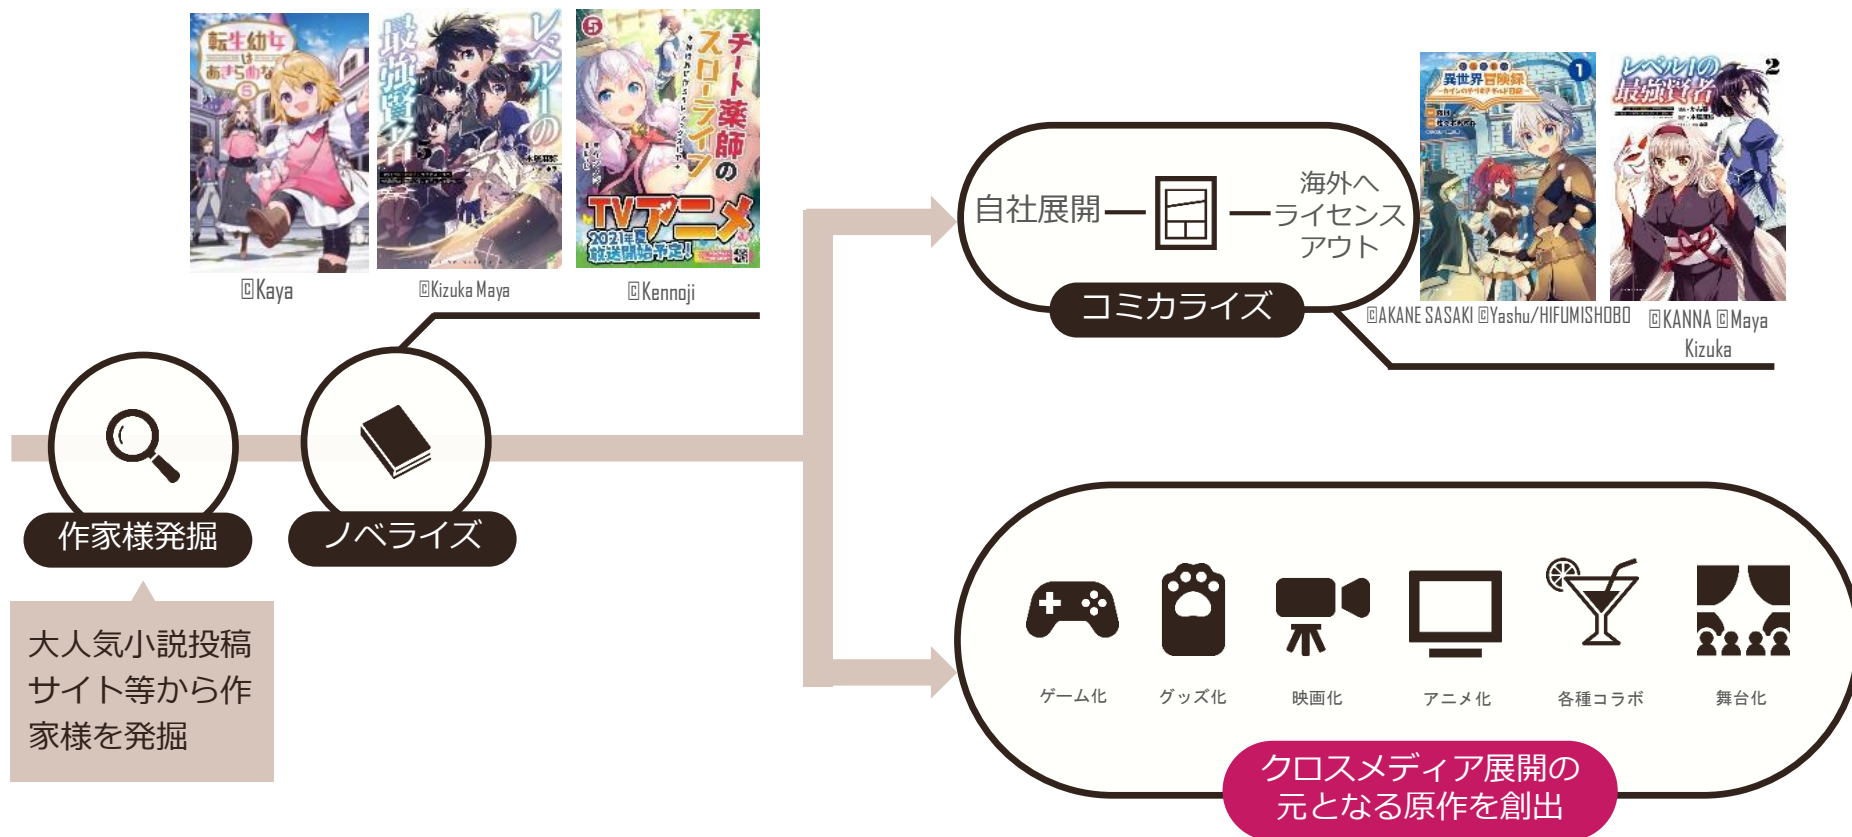 転生幼女
は
あきらめない
5
レベル1の
最強賢者
5
5
チート薬師の
スローライフ
TVアニメ
2021年夏
放送開始予定!
©Kaya
©Kizuka Maya
©Kennoji
作家様発掘
ノベライズ
大人気小説投稿
サイト等から作
家様を発掘
自社展開
海外へ
ライセンス
アウト
コミカライズ
異世界冒険録
1
レベル1の
最強賢者
2
©AKANE SASAKI ©Yashu/HIFUMISHOBO
©KANNA ©Maya
Kizuka
ゲーム化
グッズ化
映画化
アニメ化
各種コラボ
舞台化
クロスメディア展開の
元となる原作を創出